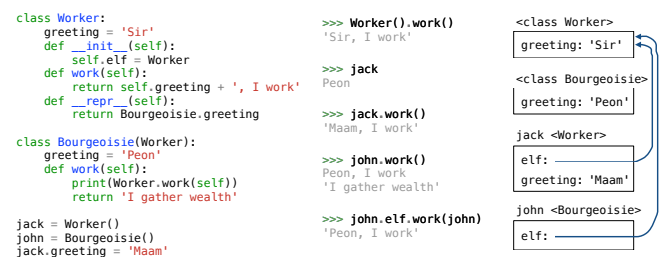 class Worker:
    greeting = 'Sir'
    def __init__(self):
        self.elf = Worker
    def work(self):
        return self.greeting + ', I work'
    def __repr__(self):
        return Bourgeoisie.greeting

class Bourgeoisie(Worker):
    greeting = 'Peon'
    def work(self):
        print(Worker.work(self))
        return 'I gather wealth'

jack = Worker()
john = Bourgeoisie()
jack.greeting = 'Maam'

>>> Worker().work()
'Sir, I work'

>>> jack
Peon

>>> jack.work()
'Maam, I work'

>>> john.work()
Peon, I work
'I gather wealth'

>>> john.elf.work(john)
'Peon, I work'

<class Worker>
greeting: 'Sir'

<class Bourgeoisie>
greeting: 'Peon'

jack <Worker>
elf:
greeting: 'Maam'

john <Bourgeoisie>
elf: